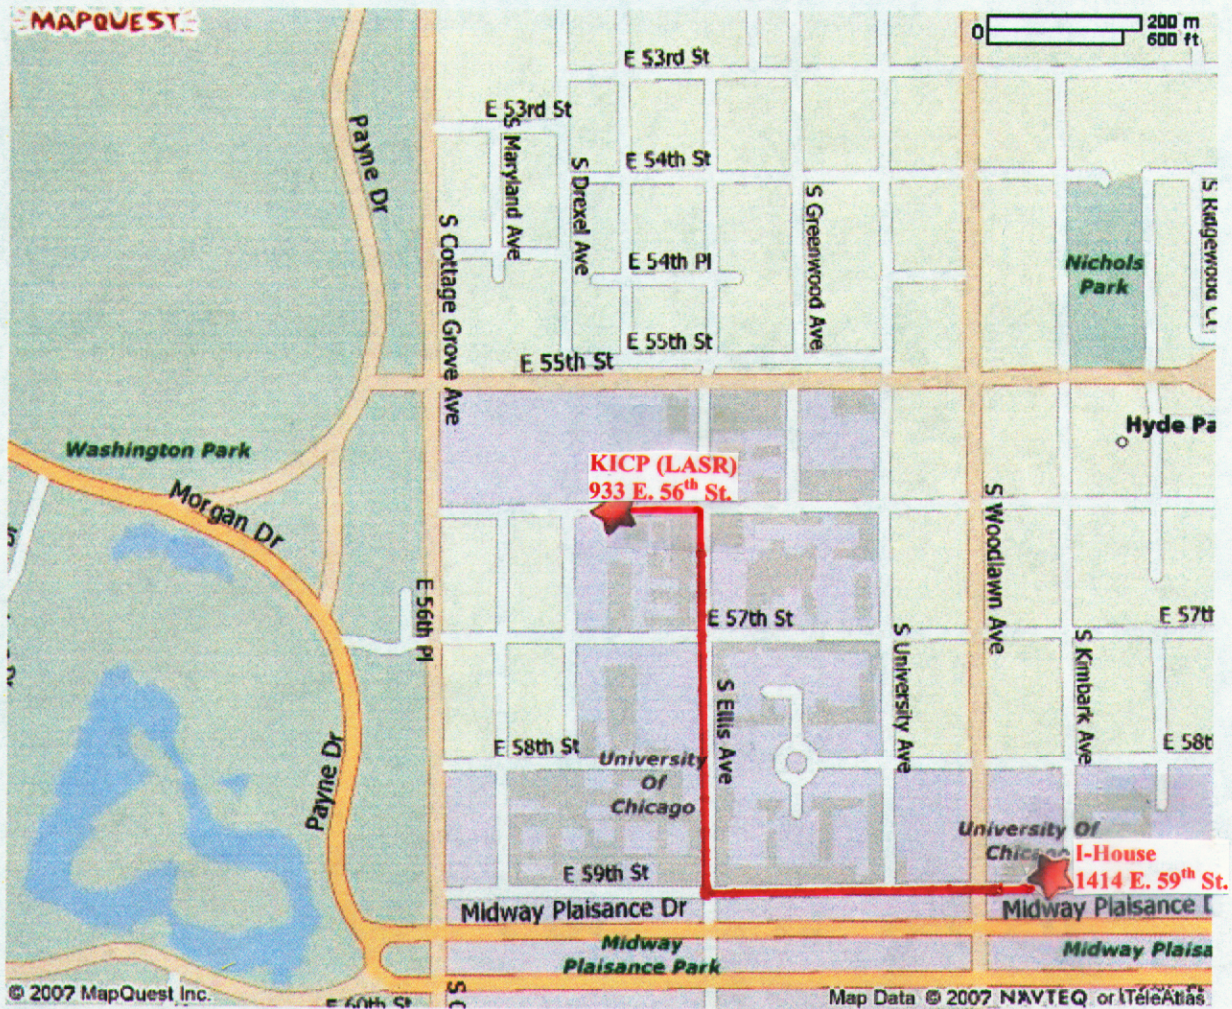 MAPQUEST
0
200 m
600 ft
E 53rd St
E 53rd St
Payne Dr
S Maryland Ave
S Drexel Ave
E 54th St
S Greenwood Ave
S Cottage Grove Ave
E 54th Pl
Nichols
Park
E 55th St
E 55th St
Washington Park
Hyde Pa
KICP (LASR)
933 E. 56th St.
Morgan Dr
S Woodlawn Ave
E 56th Pl
E 57th St
E 57th
S University Ave
S Kimbark Ave
S Ellis Ave
E 58th St
E 58t
University
Of
Chicago
Payne Dr
University Of
I-House
1414 E. 59th St.
E 59th St
Midway Plaisance Dr
Midway Plaisance D
Midway
Plaisance Park
Midway Plaisa
© 2007 MapQuest Inc.
E 60th St
S C
Map Data © 2007 NAVTEQ or TeleAtlas